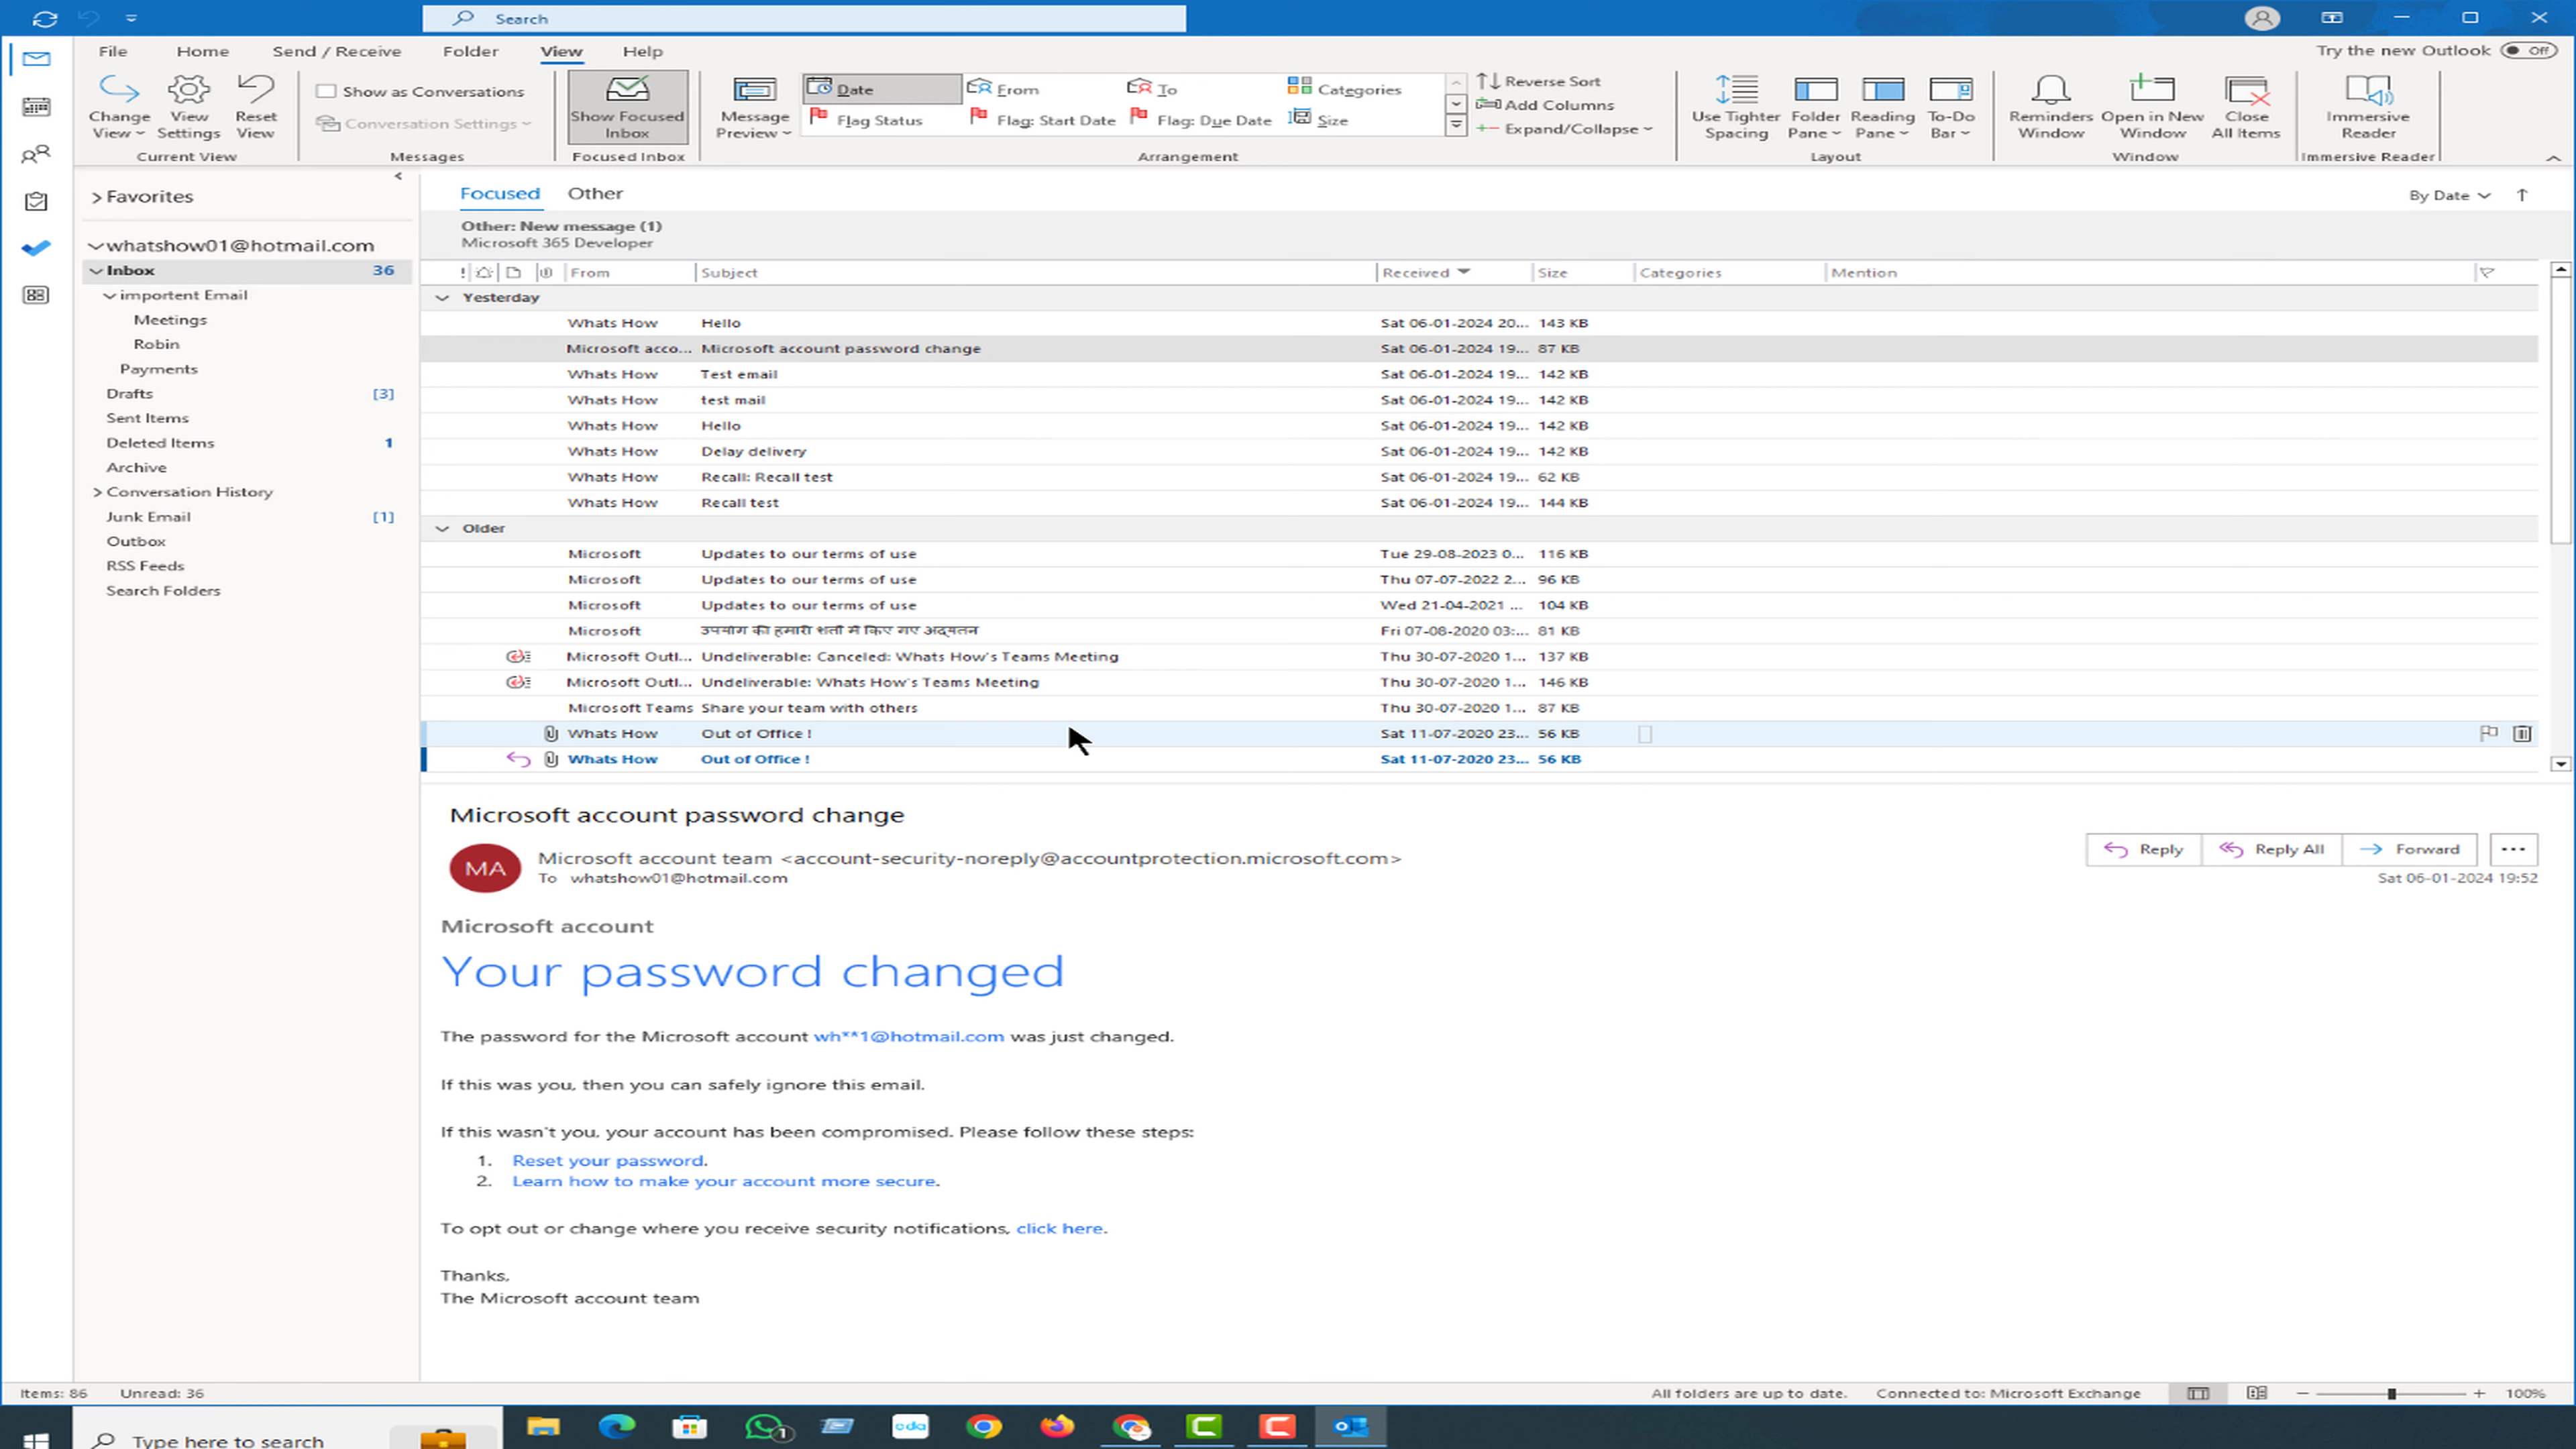 Search
File Home Send / Receive Folder View Help
Try the new Outlook Off
Change View
View Settings
Reset View
Current View
Show as Conversations
Conversation Settings
Messages
Show Focused Inbox
Focused Inbox
Message Preview
Date From To Categories
Flag Status Flag: Start Date Flag: Due Date Size
Reverse Sort
Add Columns
Expand/Collapse
Arrangement
Use Tighter Spacing
Folder Pane
Reading Pane
To-Do Bar
Layout
Reminders Window
Open in New Window
Close All Items
Window
Immersive Reader
Immersive Reader
Favorites
whatshow01@hotmail.com
Inbox 36
importent Email
Meetings
Robin
Payments
Drafts [3]
Sent Items
Deleted Items 1
Archive
Conversation History
Junk Email [1]
Outbox
RSS Feeds
Search Folders
Focused Other
By Date
Other: New message (1)
Microsoft 365 Developer
! From Subject Received Size Categories Mention
Yesterday
Whats How Hello Sat 06-01-2024 20... 143 KB
Microsoft acco... Microsoft account password change Sat 06-01-2024 19... 87 KB
Whats How Test email Sat 06-01-2024 19... 142 KB
Whats How test mail Sat 06-01-2024 19... 142 KB
Whats How Hello Sat 06-01-2024 19... 142 KB
Whats How Delay delivery Sat 06-01-2024 19... 142 KB
Whats How Recall: Recall test Sat 06-01-2024 19... 62 KB
Whats How Recall test Sat 06-01-2024 19... 144 KB
Older
Microsoft Updates to our terms of use Tue 29-08-2023 0... 116 KB
Microsoft Updates to our terms of use Thu 07-07-2022 2... 96 KB
Microsoft Updates to our terms of use Wed 21-04-2021 ... 104 KB
Microsoft उपयोग की हमारी शर्तों में किए गए अद्यतन Fri 07-08-2020 03:... 81 KB
Microsoft Outl... Undeliverable: Canceled: Whats How's Teams Meeting Thu 30-07-2020 1... 137 KB
Microsoft Outl... Undeliverable: Whats How's Teams Meeting Thu 30-07-2020 1... 146 KB
Microsoft Teams Share your team with others Thu 30-07-2020 1... 87 KB
Whats How Out of Office ! Sat 11-07-2020 23... 56 KB
Whats How Out of Office ! Sat 11-07-2020 23... 56 KB
Microsoft account password change
MA
Microsoft account team <account-security-noreply@accountprotection.microsoft.com>
To whatshow01@hotmail.com
Reply Reply All Forward ...
Sat 06-01-2024 19:52
Microsoft account
Your password changed
The password for the Microsoft account wh**1@hotmail.com was just changed.
If this was you, then you can safely ignore this email.
If this wasn't you, your account has been compromised. Please follow these steps:
1. Reset your password.
2. Learn how to make your account more secure.
To opt out or change where you receive security notifications, click here.
Thanks,
The Microsoft account team
Items: 86 Unread: 36
All folders are up to date. Connected to: Microsoft Exchange 100%
Type here to search
1